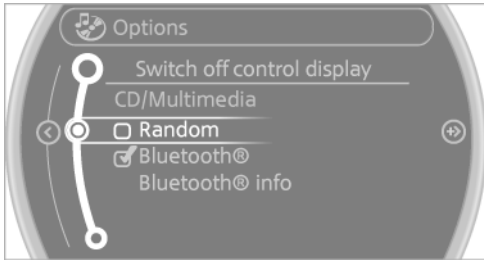 Options
Switch off control display
CD/Multimedia
Random
Bluetooth®
Bluetooth® info